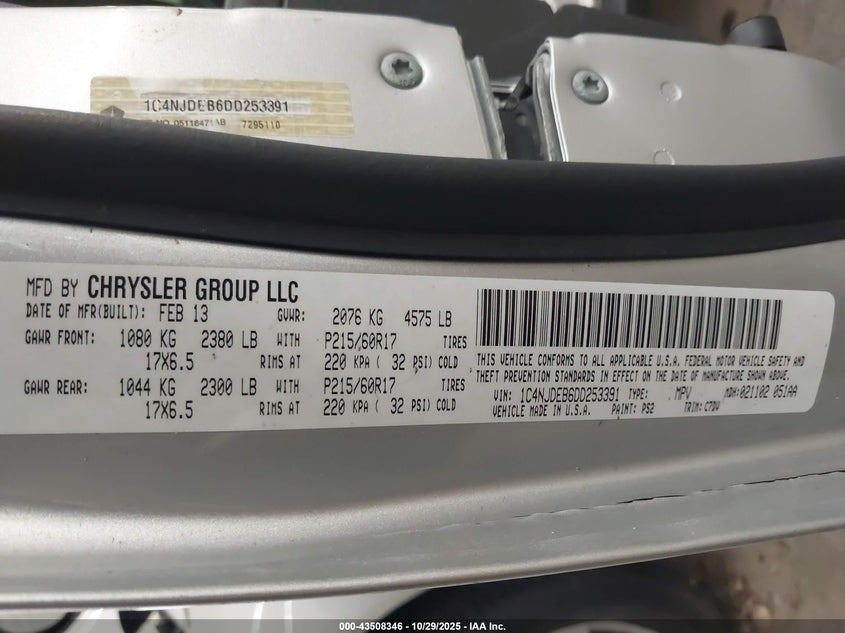 1C4NJDEB6DD253391
05116471AB 7295110
MFD BY CHRYSLER GROUP LLC
DATE OF MFR(BUILT): FEB 13 GVWR: 2076 KG 4575 LB
GAWR FRONT: 1080 KG 2380 LB WITH P215/60R17 TIRES
17X6.5 RIMS AT 220 KPA ( 32 PSI) COLD
GAWR REAR: 1044 KG 2300 LB WITH P215/60R17 TIRES
17X6.5 RIMS AT 220 KPA ( 32 PSI) COLD
THIS VEHICLE CONFORMS TO ALL APPLICABLE U.S.A. FEDERAL MOTOR VEHICLE SAFETY AND
THEFT PREVENTION STANDARDS IN EFFECT ON THE DATE OF MANUFACTURE SHOWN ABOVE.
VIN: 1C4NJDEB6DD253391 TYPE: MPV MDH: 021102 051AA
VEHICLE MADE IN U.S.A. PAINT: PS2 TRIM: C7DV
000-43508346 - 10/29/2025 - IAA Inc.